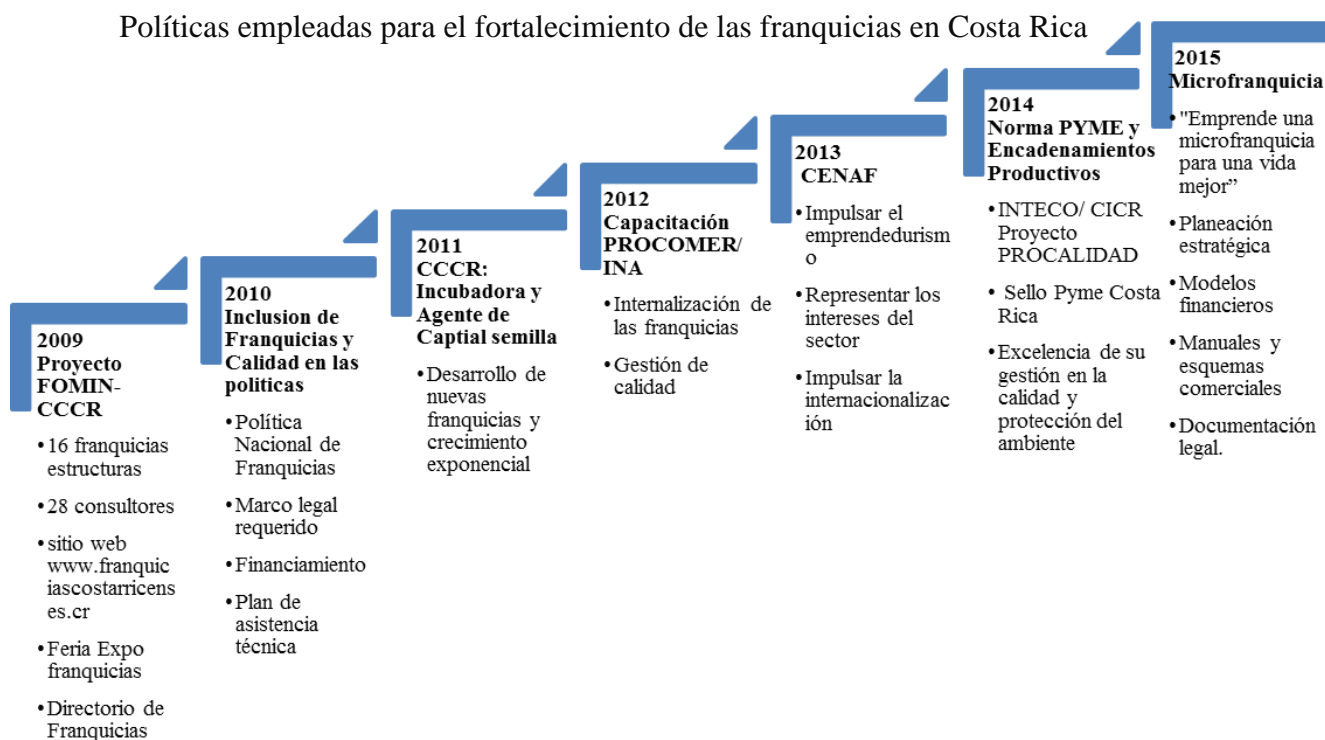 Políticas empleadas para el fortalecimiento de las franquicias en Costa Rica
2009
Proyecto
FOMIN-
CCCR
•16 franquicias
estructuras
•28 consultores
•sitio web
www.franquic
iascostarricens
es.cr
•Feria Expo
franquicias
•Directorio de
Franquicias
2010
Inclusion de
Franquicias y
Calidad en las
politicas
•Política
Nacional de
Franquicias
•Marco legal
requerido
•Financiamiento
•Plan de
asistencia
técnica
2011
CCCR:
Incubadora y
Agente de
Captial semilla
•Desarrollo de
nuevas
franquicias y
crecimiento
exponencial
2012
Capacitación
PROCOMER/
INA
•Internalización de
las franquicias
•Gestión de
calidad
2013
CENAF
•Impulsar el
emprendedurism
o
•Representar los
intereses del
sector
•Impulsar la
internacionalizac
ión
2014
Norma PYME y
Encadenamientos
Productivos
•INTECO/ CICR
Proyecto
PROCALIDAD
• Sello Pyme Costa
Rica
•Excelencia de su
gestión en la
calidad y
protección del
ambiente
2015
Microfranquicia
•"Emprende una
microfranquicia
para una vida
mejor”
•Planeación
estratégica
•Modelos
financieros
•Manuales y
esquemas
comerciales
•Documentación
legal.